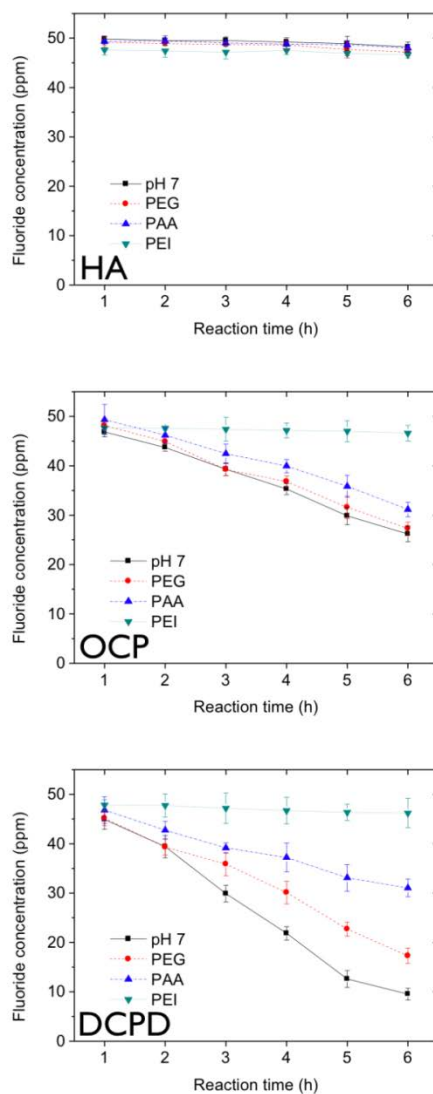 Fluoride concentration (ppm)
60
50
40
30
20
10
0
pH 7
PEG
PAA
PEI
HA
1 2 3 4 5 6
Reaction time (h)
Fluoride concentration (ppm)
60
50
40
30
20
10
0
pH 7
PEG
PAA
PEI
OCP
1 2 3 4 5 6
Reaction time (h)
Fluoride concentration (ppm)
60
50
40
30
20
10
0
pH 7
PEG
PAA
PEI
DCPD
1 2 3 4 5 6
Reaction time (h)